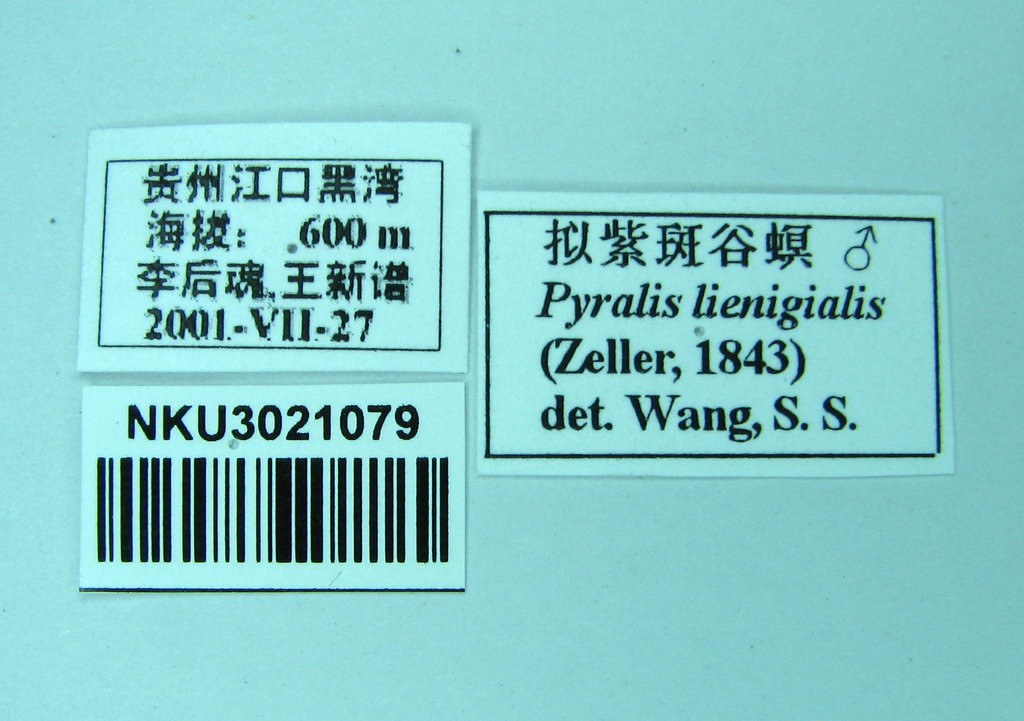 贵州江口黑湾
海拔: 600 m
李后魂,王新谱
2001-VII-27
NKU3021079
拟紫斑谷螟 ♂
Pyralis lienigialis
(Zeller, 1843)
det. Wang, S. S.